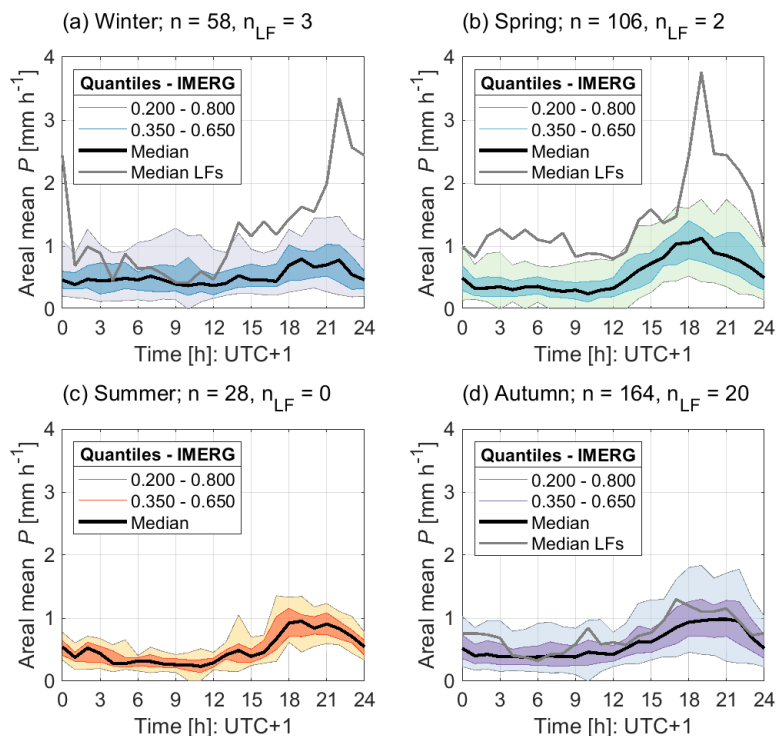 (a) Winter; n = 58, n_LF = 3
4
3
2
1
0
Areal mean P [mm h⁻¹]
Quantiles - IMERG
0.200 - 0.800
0.350 - 0.650
Median
Median LFs
0 3 6 9 12 15 18 21 24
Time [h]: UTC+1
(b) Spring; n = 106, n_LF = 2
4
3
2
1
0
Areal mean P [mm h⁻¹]
Quantiles - IMERG
0.200 - 0.800
0.350 - 0.650
Median
Median LFs
0 3 6 9 12 15 18 21 24
Time [h]: UTC+1
(c) Summer; n = 28, n_LF = 0
4
3
2
1
0
Areal mean P [mm h⁻¹]
Quantiles - IMERG
0.200 - 0.800
0.350 - 0.650
Median
0 3 6 9 12 15 18 21 24
Time [h]: UTC+1
(d) Autumn; n = 164, n_LF = 20
4
3
2
1
0
Areal mean P [mm h⁻¹]
Quantiles - IMERG
0.200 - 0.800
0.350 - 0.650
Median
Median LFs
0 3 6 9 12 15 18 21 24
Time [h]: UTC+1